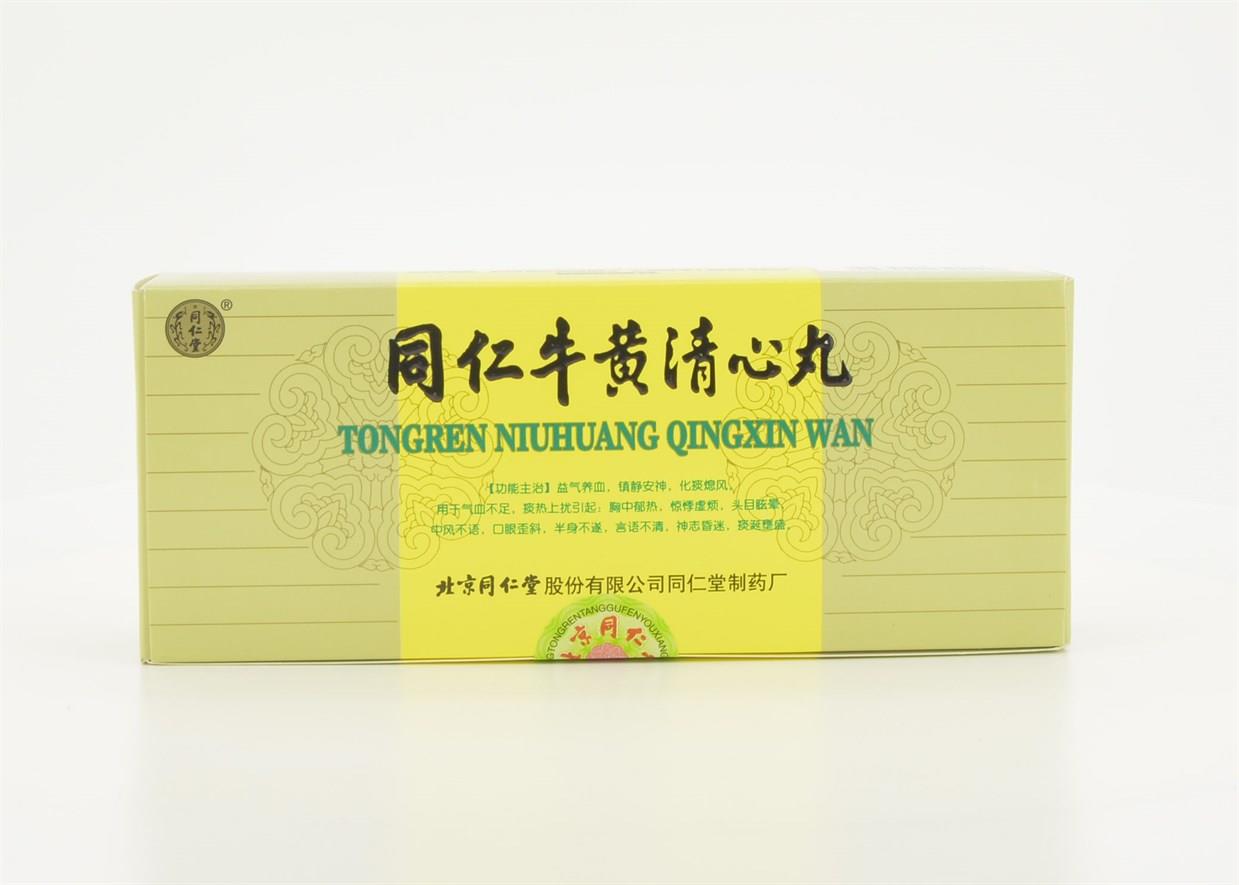 同仁堂®
同仁牛黄清心丸
TONGREN NIUHUANG QINGXIN WAN
【功能主治】益气养血，镇静安神，化痰熄风。
用于气血不足，痰热上扰引起：胸中郁热，惊悸虚烦，头目眩晕，
中风不语，口眼歪斜，半身不遂，言语不清，神志昏迷，痰涎壅盛。
北京同仁堂股份有限公司同仁堂制药厂
GTONGRENTANGGUFENYOUXIANG
京同仁